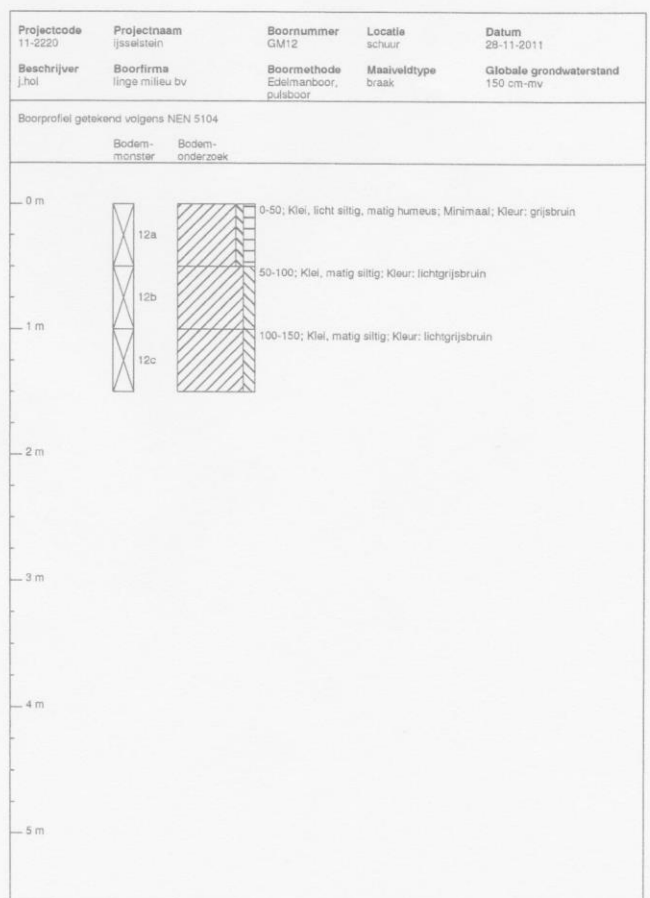 Projectcode Projectnaam Boornummer Locatie Datum
11-2220 ijsselstein GM12 schuur 28-11-2011
Beschrijver Boorfirma Boormethode Maaiveldtype Globale grondwaterstand
j.hol linge milieu bv Edelmanboor, braak 150 cm-mv
pulsboor
Boorprofiel getekend volgens NEN 5104
Bodem- Bodem-
monster onderzoek
0 m
0-50; Klei, licht siltig, matig humeus; Minimaal; Kleur: grijsbruin
12a
50-100; Klei, matig siltig; Kleur: lichtgrijsbruin
12b
1 m
100-150; Klei, matig siltig; Kleur: lichtgrijsbruin
12c
2 m
3 m
4 m
5 m